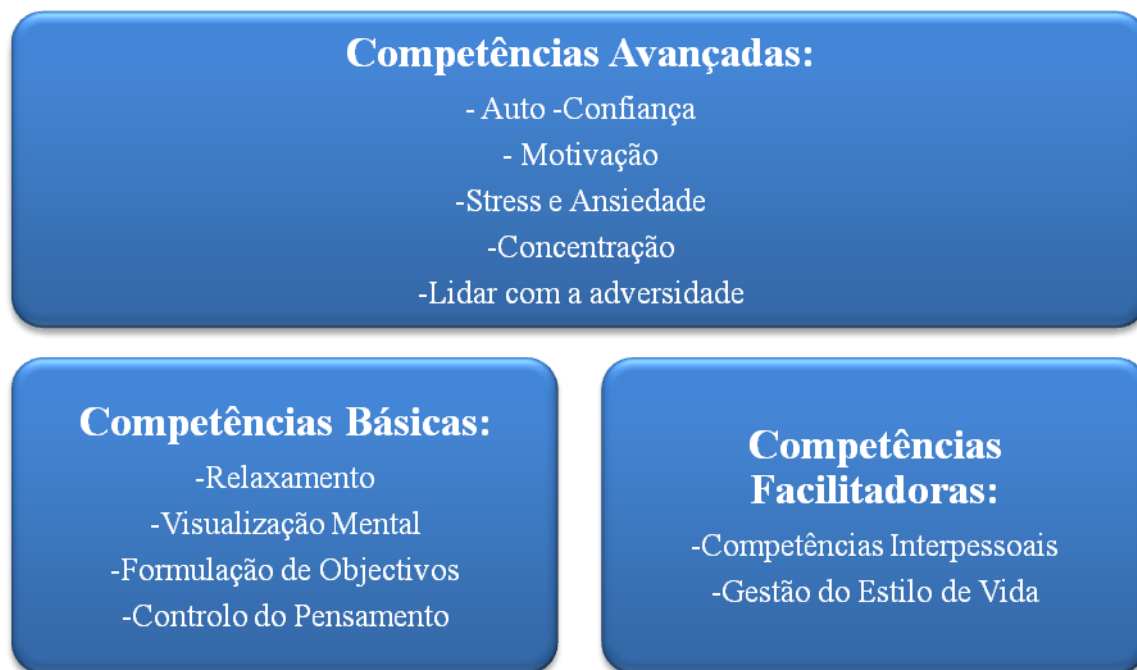 Competências Avançadas:
- Auto -Confiança
- Motivação
-Stress e Ansiedade
-Concentração
-Lidar com a adversidade
Competências Básicas:
-Relaxamento
-Visualização Mental
-Formulação de Objectivos
-Controlo do Pensamento
Competências
Facilitadoras:
-Competências Interpessoais
-Gestão do Estilo de Vida